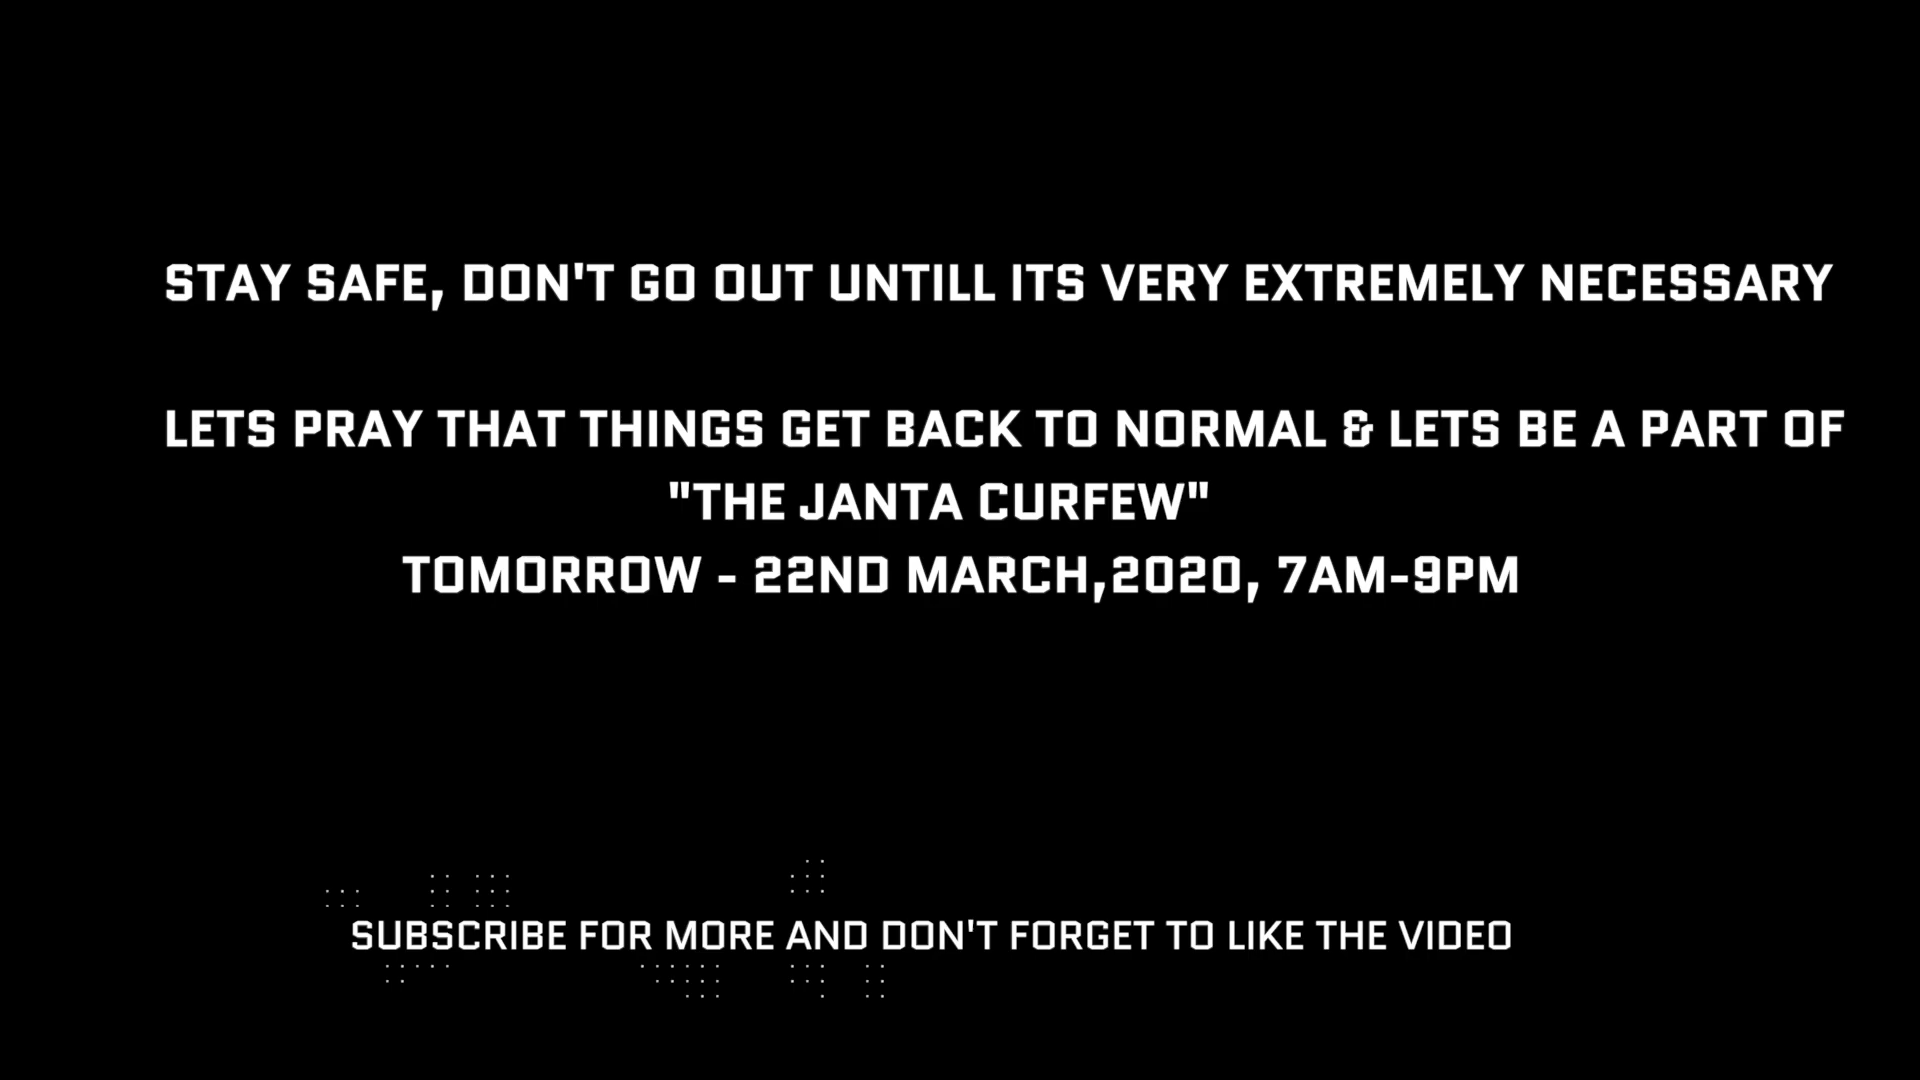 STAY SAFE, DON'T GO OUT UNTILL ITS VERY EXTREMELY NECESSARY
LETS PRAY THAT THINGS GET BACK TO NORMAL & LETS BE A PART OF
"THE JANTA CURFEW"
TOMORROW - 22ND MARCH,2020, 7AM-9PM
SUBSCRIBE FOR MORE AND DON'T FORGET TO LIKE THE VIDEO